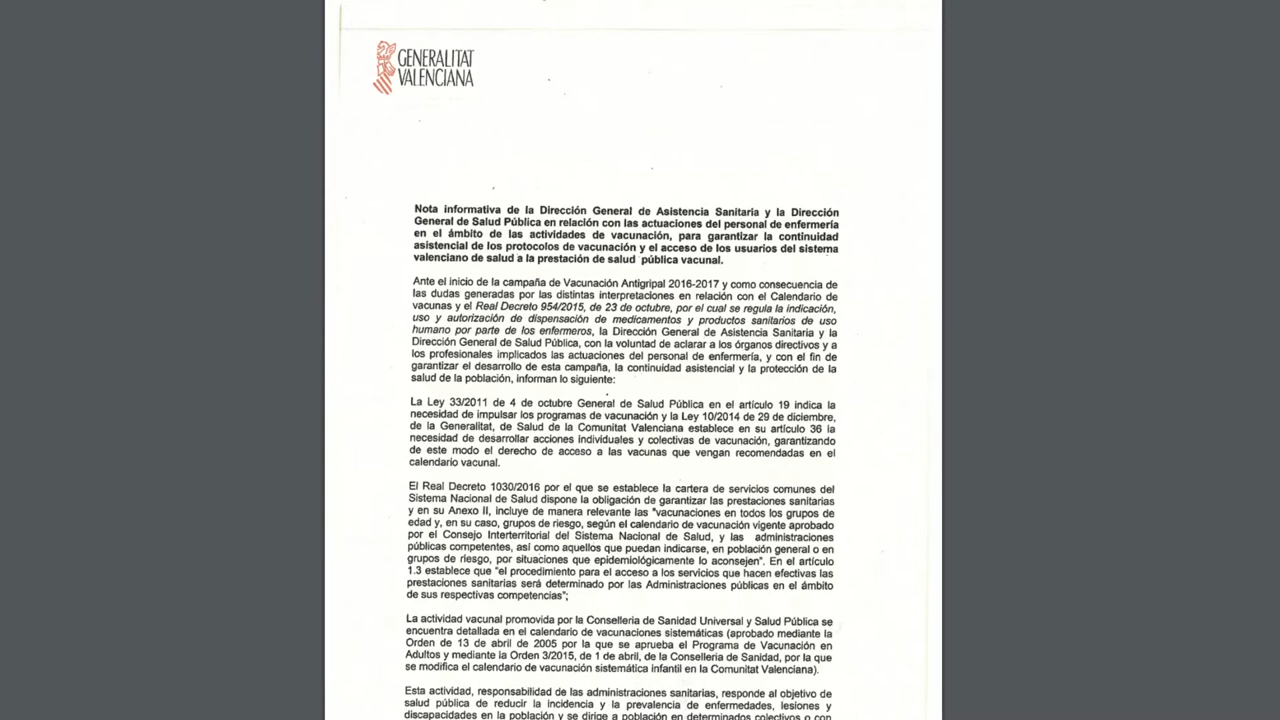 GENERALITAT
VALENCIANA
Nota informativa de la Dirección General de Asistencia Sanitaria y la Dirección
General de Salud Pública en relación con las actuaciones del personal de enfermería
en el ámbito de las actividades de vacunación, para garantizar la continuidad
asistencial de los protocolos de vacunación y el acceso de los usuarios del sistema
valenciano de salud a la prestación de salud pública vacunal.
Ante el inicio de la campaña de Vacunación Antigripal 2016-2017 y como consecuencia de
las dudas generadas por las distintas interpretaciones en relación con el Calendario de
vacunas y el Real Decreto 954/2015, de 23 de octubre, por el cual se regula la indicación,
uso y autorización de dispensación de medicamentos y productos sanitarios de uso
humano por parte de los enfermeros, la Dirección General de Asistencia Sanitaria y la
Dirección General de Salud Pública, con la voluntad de aclarar a los órganos directivos y a
los profesionales implicados las actuaciones del personal de enfermería, y con el fin de
garantizar el desarrollo de esta campaña, la continuidad asistencial y la protección de la
salud de la población, informan lo siguiente:
La Ley 33/2011 de 4 de octubre General de Salud Pública en el artículo 19 indica la
necesidad de impulsar los programas de vacunación y la Ley 10/2014 de 29 de diciembre,
de la Generalitat, de Salud de la Comunitat Valenciana establece en su artículo 36 la
necesidad de desarrollar acciones individuales y colectivas de vacunación, garantizando
de este modo el derecho de acceso a las vacunas que vengan recomendadas en el
calendario vacunal.
El Real Decreto 1030/2016 por el que se establece la cartera de servicios comunes del
Sistema Nacional de Salud dispone la obligación de garantizar las prestaciones sanitarias
y en su Anexo II, incluye de manera relevante las "vacunaciones en todos los grupos de
edad y, en su caso, grupos de riesgo, según el calendario de vacunación vigente aprobado
por el Consejo Interterritorial del Sistema Nacional de Salud, y las administraciones
públicas competentes, así como aquellos que puedan indicarse, en población general o en
grupos de riesgo, por situaciones que epidemiológicamente lo aconsejen". En el artículo
1.3 establece que "el procedimiento para el acceso a los servicios que hacen efectivas las
prestaciones sanitarias será determinado por las Administraciones públicas en el ámbito
de sus respectivas competencias";
La actividad vacunal promovida por la Conselleria de Sanidad Universal y Salud Pública se
encuentra detallada en el calendario de vacunaciones sistemáticas (aprobado mediante la
Orden de 13 de abril de 2005 por la que se aprueba el Programa de Vacunación en
Adultos y mediante la Orden 3/2015, de 1 de abril, de la Conselleria de Sanidad, por la que
se modifica el calendario de vacunación sistemática infantil en la Comunitat Valenciana).
Esta actividad, responsabilidad de las administraciones sanitarias, responde al objetivo de
salud pública de reducir la incidencia y la prevalencia de enfermedades, lesiones y
discapacidades en la población y se dirige a población en determinados colectivos o con